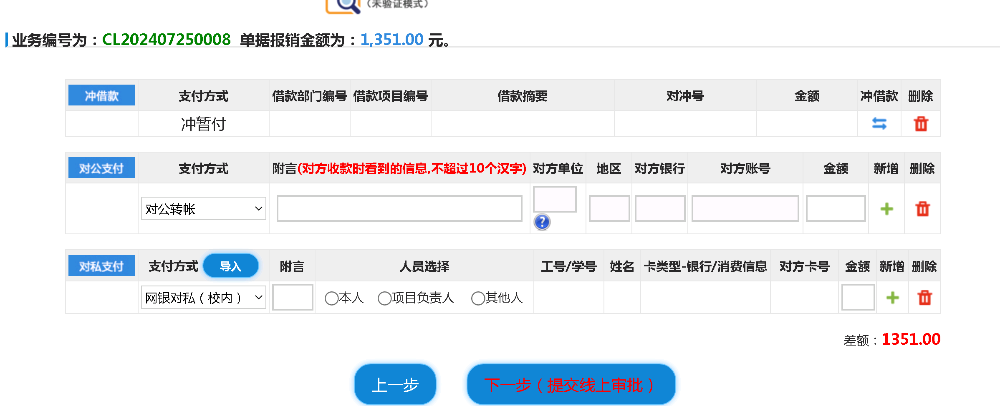 （未验证模式）
业务编号为：CL202407250008 单据报销金额为：1,351.00 元。
冲借款 支付方式 借款部门编号 借款项目编号 借款摘要 对冲号 金额 冲借款 删除
冲暂付
对公支付 支付方式 附言(对方收款时看到的信息,不超过10个汉字) 对方单位 地区 对方银行 对方账号 金额 新增 删除
对公转帐
?
对私支付 支付方式 导入 附言 人员选择 工号/学号 姓名 卡类型-银行/消费信息 对方卡号 金额 新增 删除
网银对私（校内） 本人 项目负责人 其他人
差额：1351.00
上一步 下一步（提交线上审批）